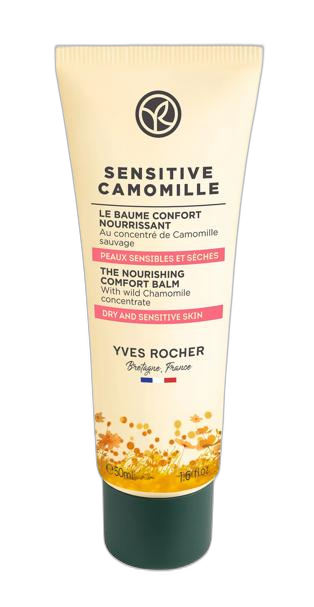 SENSITIVE
CAMOMILLE
LE BAUME CONFORT
NOURRISSANT
Au concentré de Camomille
sauvage
PEAUX SENSIBLES ET SÈCHES
THE NOURISHING
COMFORT BALM
With wild Chamomile
concentrate
DRY AND SENSITIVE SKIN
YVES ROCHER
Bretagne, France
℮50ml 1.6 fl.oz